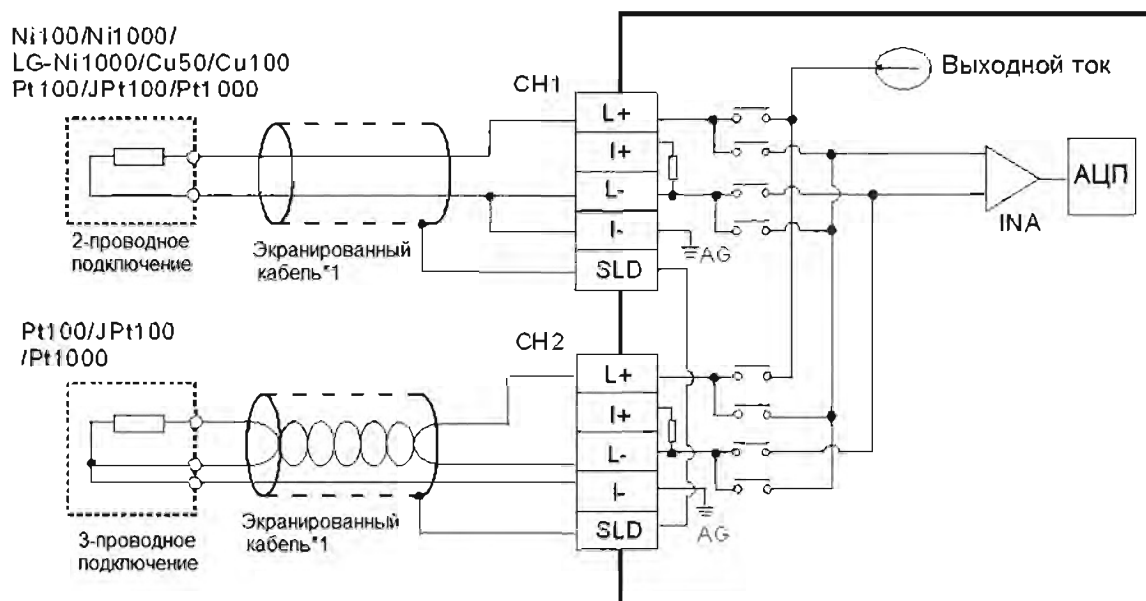 Ni100/Ni1000/
LG-Ni1000/Cu50/Cu100
Pt100/JPt100/Pt1000
CH1
Выходной ток
L+
I+
L-
I-
SLD
AG
INA
АЦП
2-проводное
подключение
Экранированный
кабель*1
Pt100/JPt100
/Pt1000
CH2
L+
I+
L-
I-
SLD
AG
3-проводное
подключение
Экранированный
кабель*1